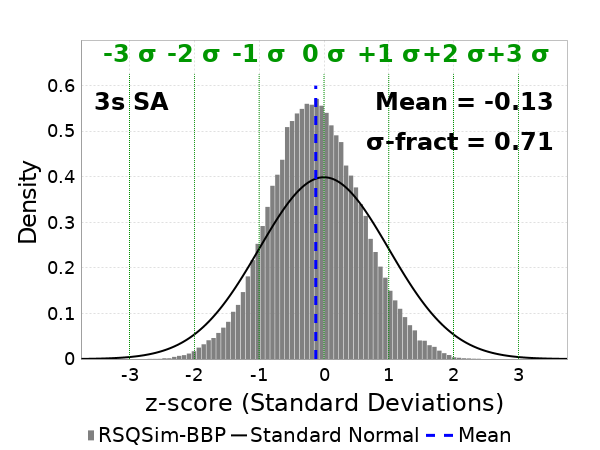 -3 σ -2 σ -1 σ 0 σ +1 σ +2 σ +3 σ
0.6
3s SA
Mean = -0.13
0.5
σ-fract = 0.71
0.4
0.3
0.2
0.1
0
Density
-3 -2 -1 0 1 2 3
z-score (Standard Deviations)
RSQSim-BBP Standard Normal Mean